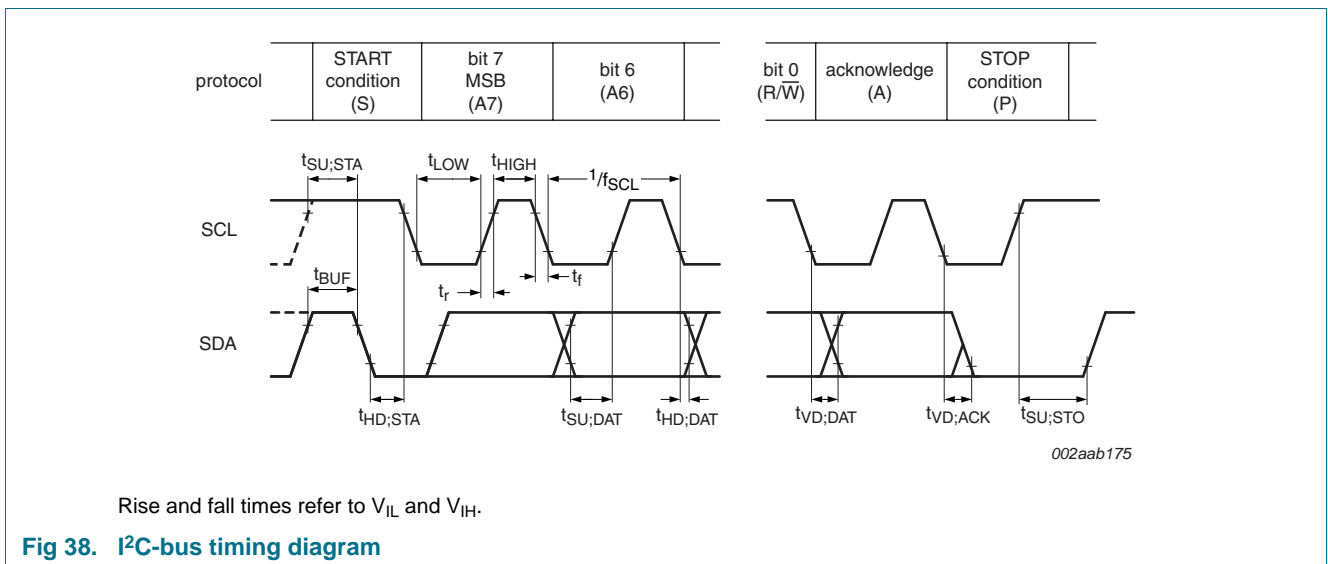 protocol
START
condition
(S)
bit 7
MSB
(A7)
bit 6
(A6)
bit 0
(R/W̅)
acknowledge
(A)
STOP
condition
(P)
tSU;STA
tLOW
tHIGH
1/fSCL
SCL
tBUF
tr
tf
SDA
tHD;STA
tSU;DAT
tHD;DAT
tVD;DAT
tVD;ACK
tSU;STO
002aab175
Rise and fall times refer to VIL and VIH.
Fig 38. I²C-bus timing diagram